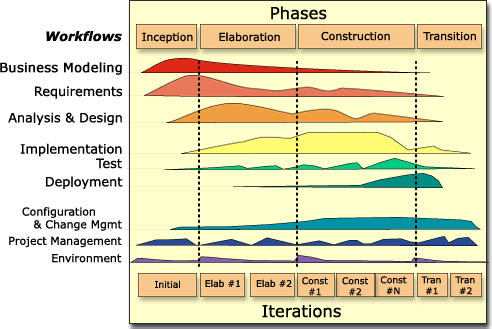 Phases
Workflows
Inception
Elaboration
Construction
Transition
Business Modeling
Requirements
Analysis & Design
Implementation
Test
Deployment
Configuration
& Change Mgmt
Project Management
Environment
Initial
Elab #1
Elab #2
Const
#1
Const
#2
Const
#N
Tran
#1
Tran
#2
Iterations